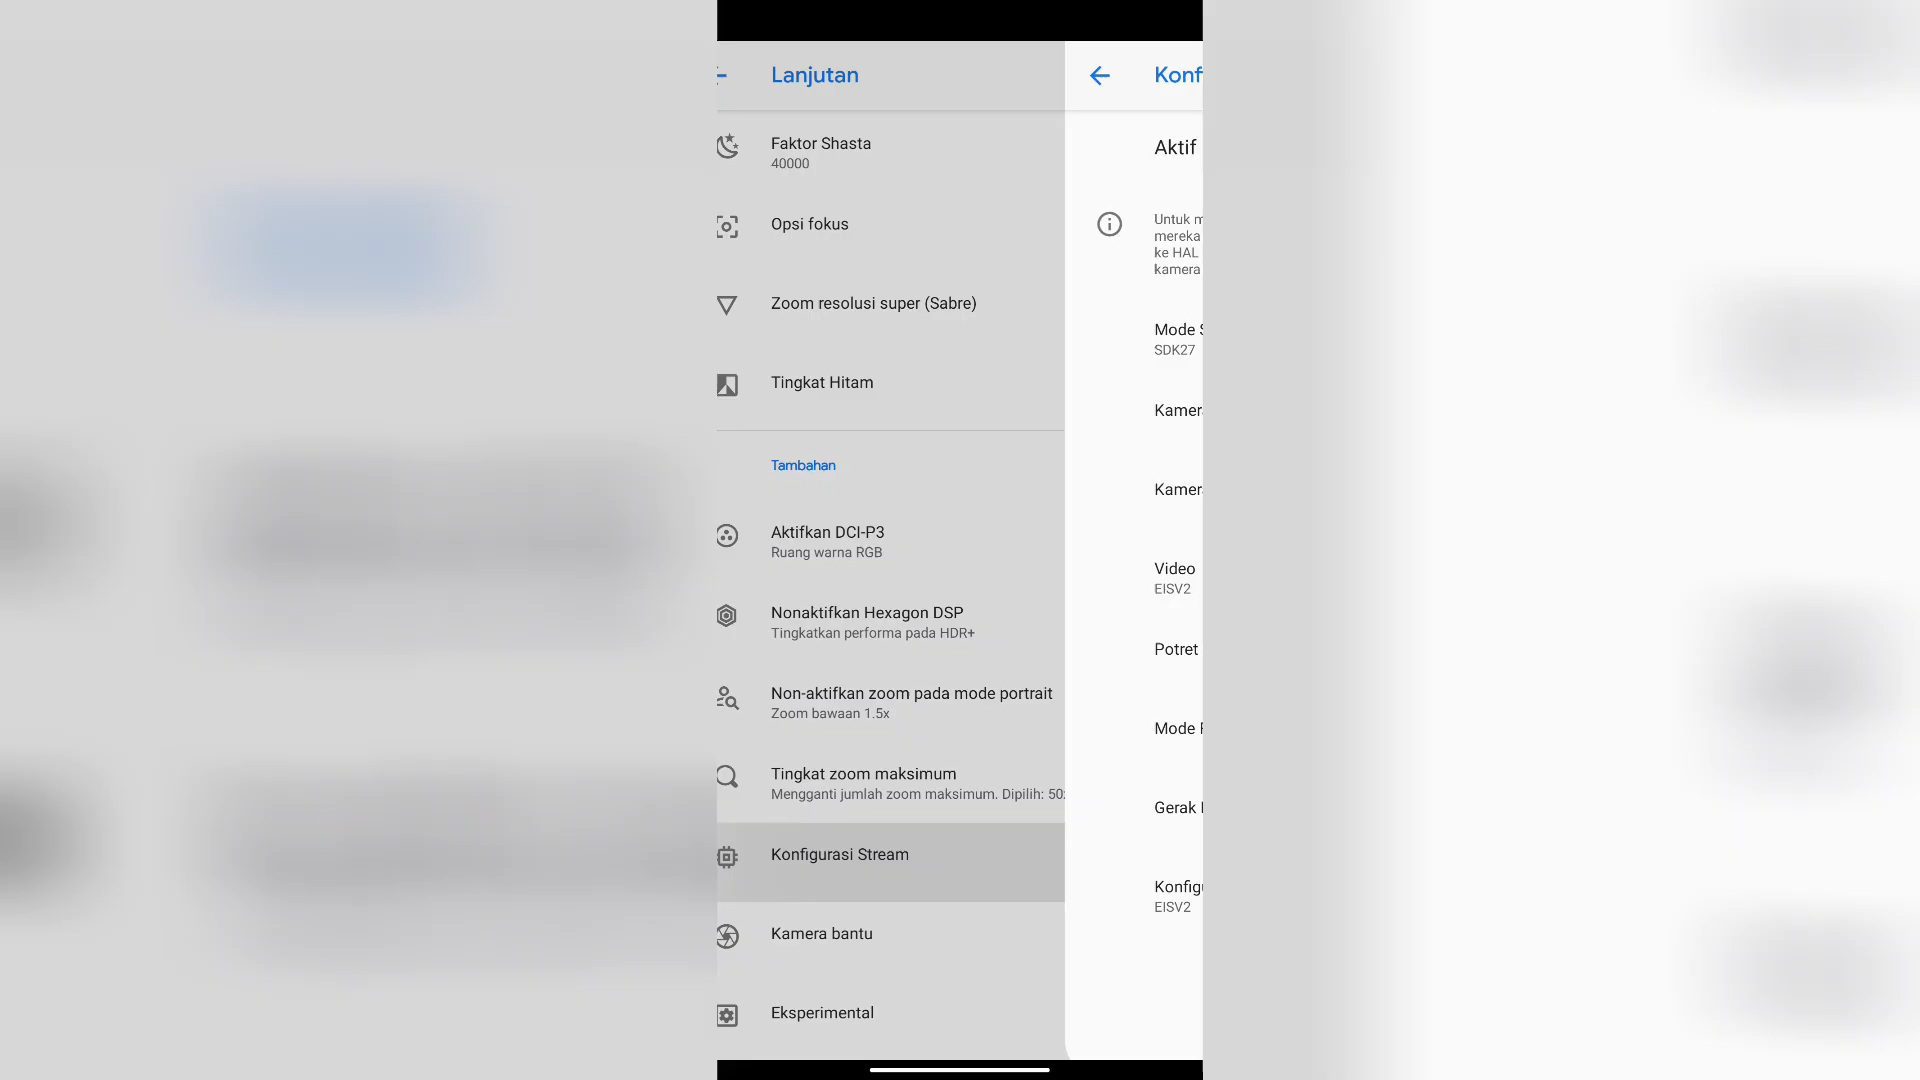 Lanjutan
Faktor Shasta
40000
Opsi fokus
Zoom resolusi super (Sabre)
Tingkat Hitam
Tambahan
Aktifkan DCI-P3
Ruang warna RGB
Nonaktifkan Hexagon DSP
Tingkatkan performa pada HDR+
Non-aktifkan zoom pada mode portrait
Zoom bawaan 1.5x
Tingkat zoom maksimum
Mengganti jumlah zoom maksimum. Dipilih: 50
Konfigurasi Stream
Kamera bantu
Eksperimental
Konf
Aktif
Untuk
mereka
ke HAL
kamera
Mode
SDK27
Kamer
Kamer
Video
EISV2
Potret
Mode
Gerak
Konfig
EISV2